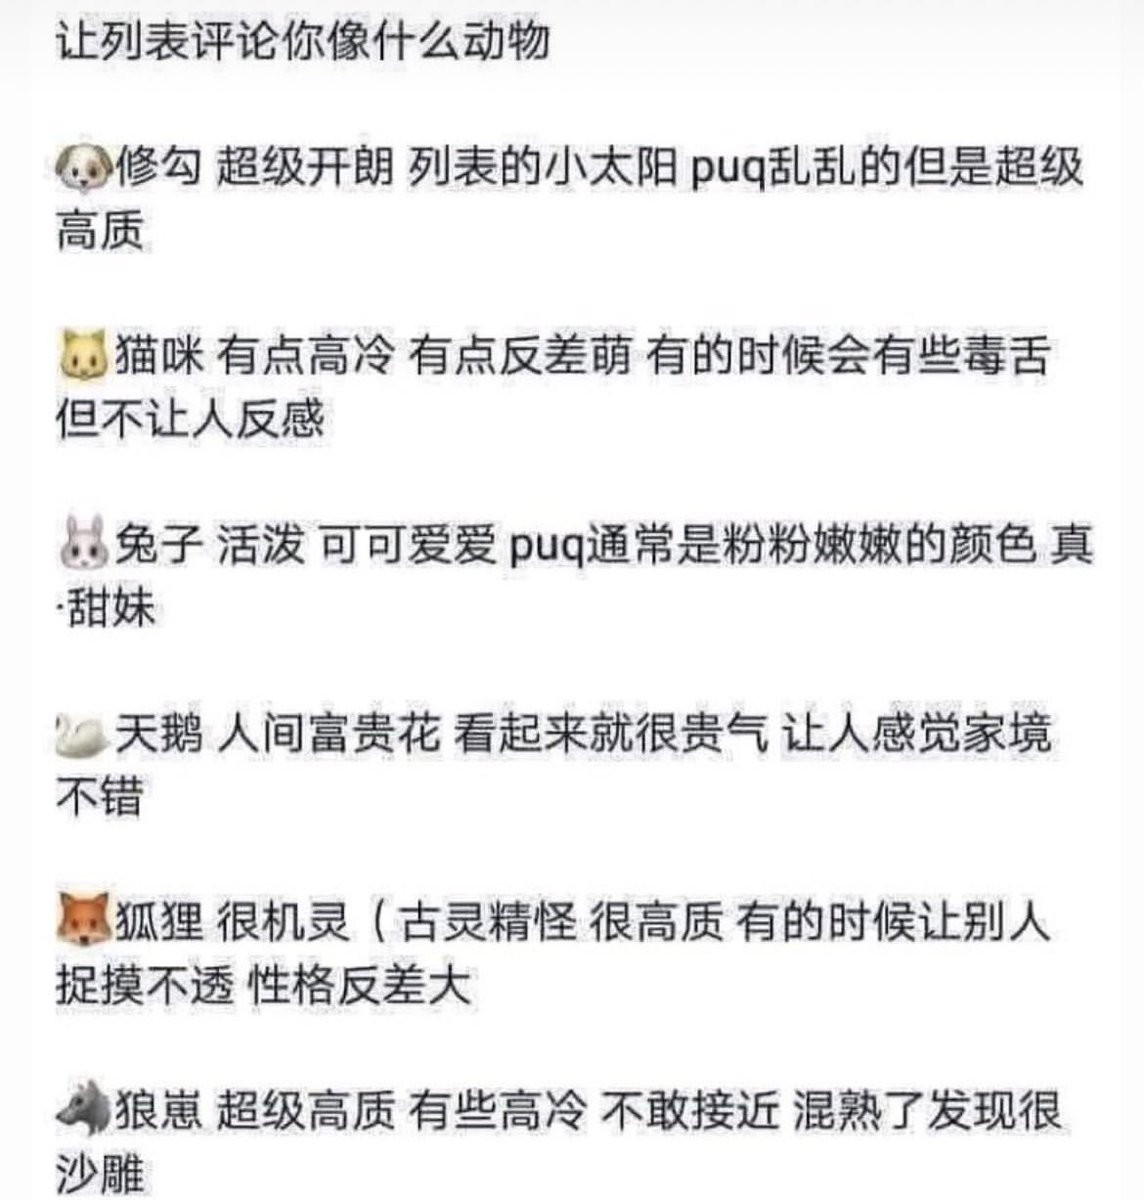 让列表评论你像什么动物
🐶修勾 超级开朗 列表的小太阳 puq乱乱的但是超级
高质
🐱猫咪 有点高冷 有点反差萌 有的时候会有些毒舌
但不让人反感
🐰兔子 活泼 可可爱爱 puq通常是粉粉嫩嫩的颜色 真
·甜妹
🦢天鹅 人间富贵花 看起来就很贵气 让人感觉家境
不错
🦊狐狸 很机灵（古灵精怪 很高质 有的时候让别人
捉摸不透 性格反差大
🐺狼崽 超级高质 有些高冷 不敢接近 混熟了发现很
沙雕